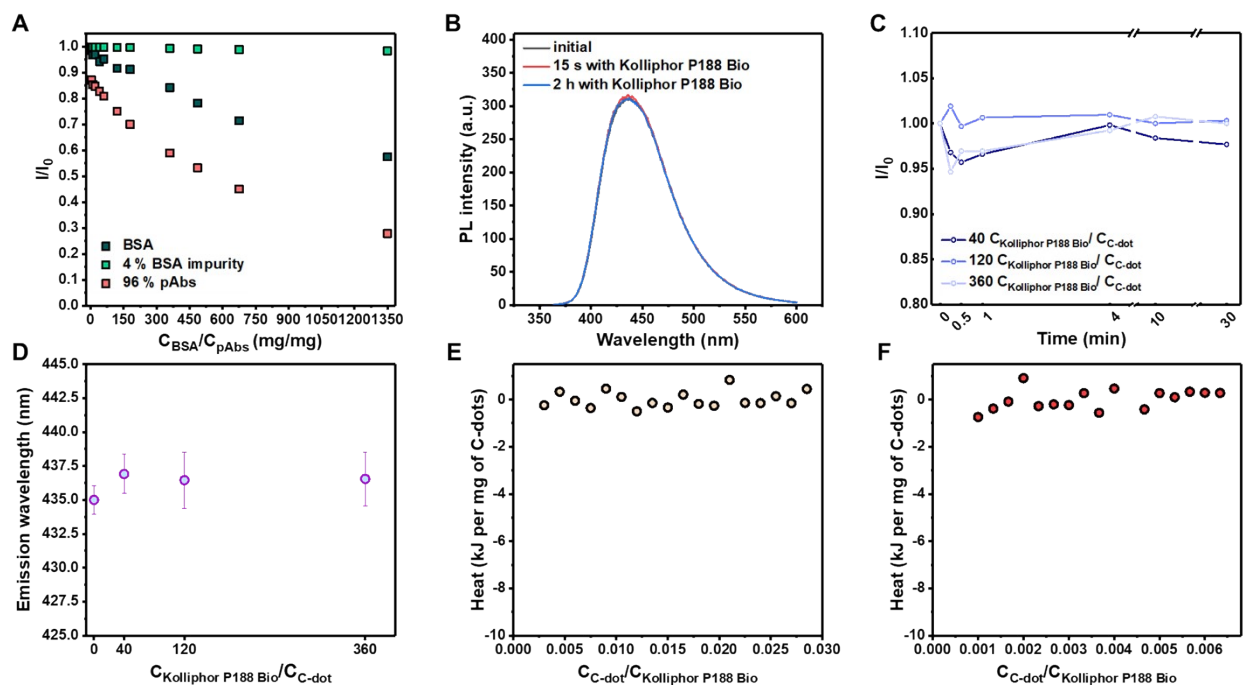 A
I/I0
1.0
0.9
0.8
0.7
0.6
0.5
0.4
0.3
0.2
0.1
0.0
BSA
4 % BSA impurity
96 % pAbs
0 150 300 450 600 750 900 1050 1200 1350
CBSA/CpAbs (mg/mg)
B
PL intensity (a.u.)
400
350
300
250
200
150
100
50
0
initial
15 s with Kolliphor P188 Bio
2 h with Kolliphor P188 Bio
350 400 450 500 550 600
Wavelength (nm)
C
I/I0
1.10
1.05
1.00
0.95
0.90
0.85
0.80
40 CKolliphor P188 Bio/ CC-dot
120 CKolliphor P188 Bio/ CC-dot
360 CKolliphor P188 Bio/ CC-dot
0 0.5 1 4 10 30
Time (min)
D
Emission wavelength (nm)
445.0
442.5
440.0
437.5
435.0
432.5
430.0
427.5
425.0
0 40 120 360
CKolliphor P188 Bio/CC-dot
E
Heat (kJ per mg of C-dots)
0
-2
-4
-6
-8
-10
0.000 0.005 0.010 0.015 0.020 0.025 0.030
CC-dot/CKolliphor P188 Bio
F
Heat (kJ per mg of C-dots)
0
-2
-4
-6
-8
-10
0.000 0.001 0.002 0.003 0.004 0.005 0.006
CC-dot/CKolliphor P188 Bio